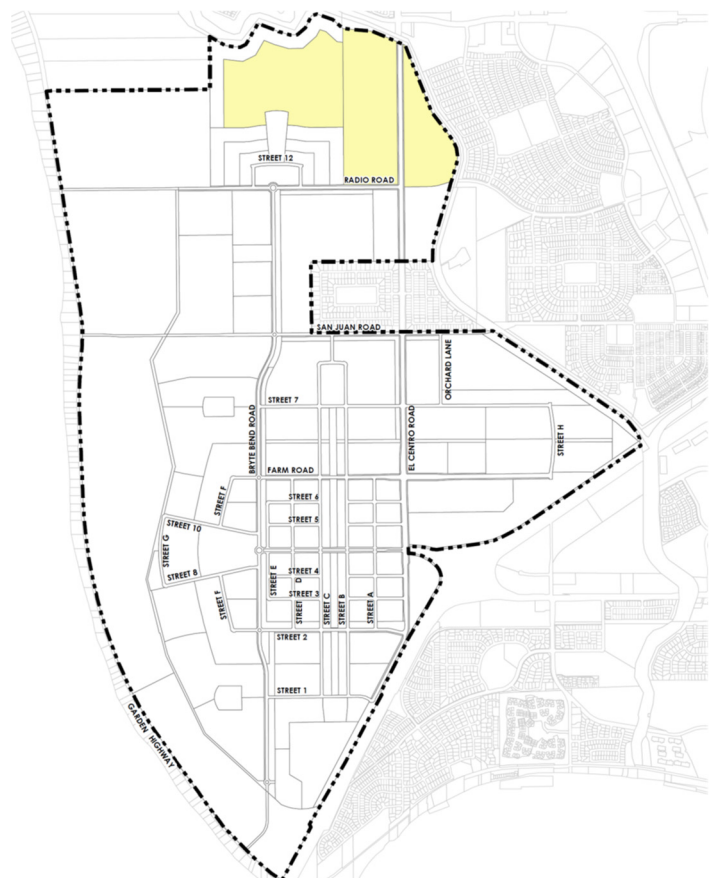 STREET 12
RADIO ROAD
SAN JUAN ROAD
ORCHARD LANE
STREET 7
BRYTE BEND ROAD
EL CENTRO ROAD
STREET H
FARM ROAD
STREET F
STREET 6
STREET 5
STREET 10
STREET G
STREET 8
STREET F
STREET E
STREET 4
STREET D
STREET 3
STREET C
STREET B
STREET A
STREET 2
STREET 1
GARDEN HIGHWAY